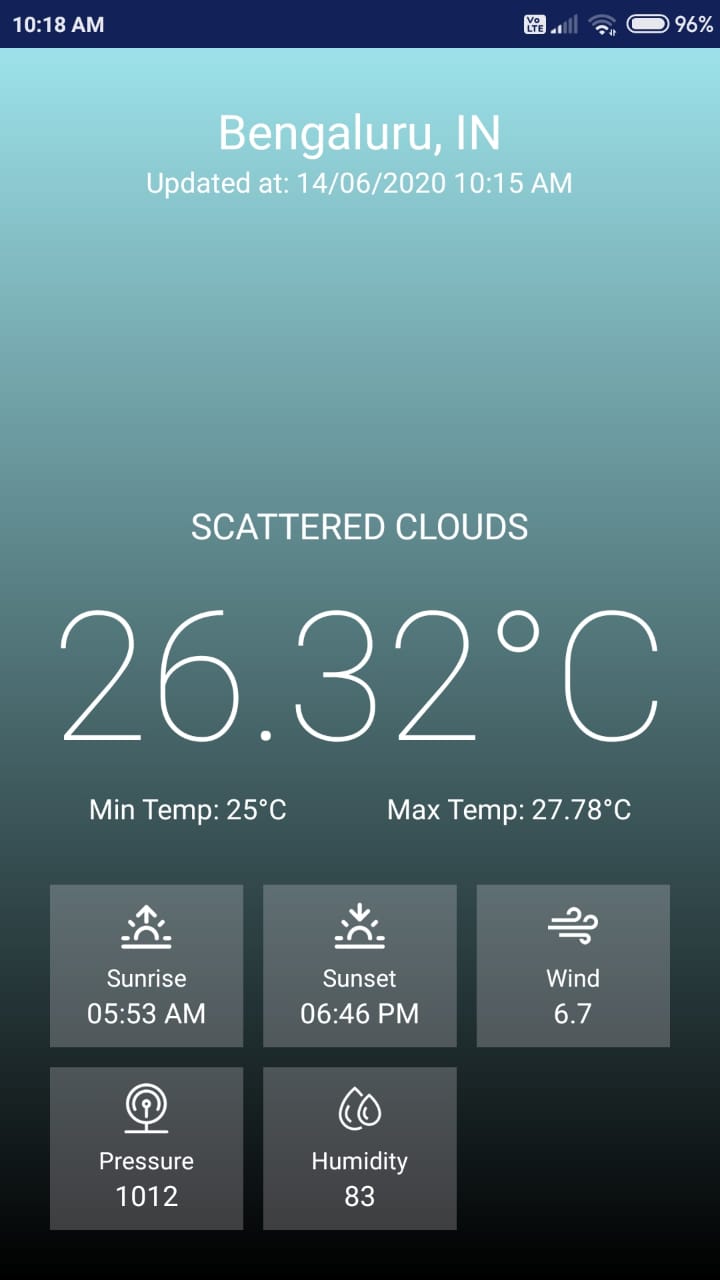 10:18 AM
Vo LTE
96%
Bengaluru, IN
Updated at: 14/06/2020 10:15 AM
SCATTERED CLOUDS
26.32°C
Min Temp: 25°C
Max Temp: 27.78°C
Sunrise
05:53 AM
Sunset
06:46 PM
Wind
6.7
Pressure
1012
Humidity
83